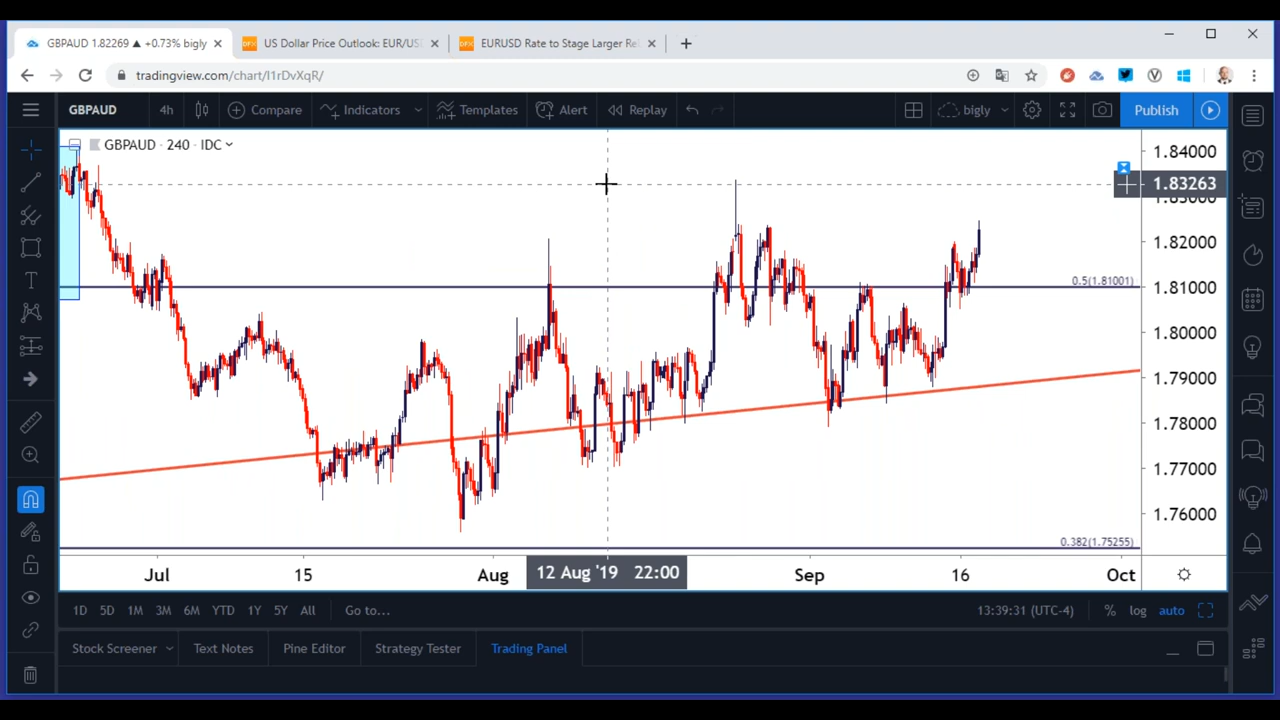 GBPAUD 1.82269 ▲ +0.73% bigly
US Dollar Price Outlook: EUR/US
EURUSD Rate to Stage Larger Re
tradingview.com/chart/I1rDvXqR/
GBPAUD 4h Compare Indicators Templates Alert Replay bigly Publish
GBPAUD · 240 · IDC
1.84000
1.83263
1.83000
1.82000
0.5(1.81001)
1.81000
1.80000
1.79000
1.78000
1.77000
1.76000
0.382(1.75255)
Jul 15 Aug 12 Aug '19 22:00 Sep 16 Oct
1D 5D 1M 3M 6M YTD 1Y 5Y All Go to... 13:39:31 (UTC-4) % log auto
Stock Screener Text Notes Pine Editor Strategy Tester Trading Panel